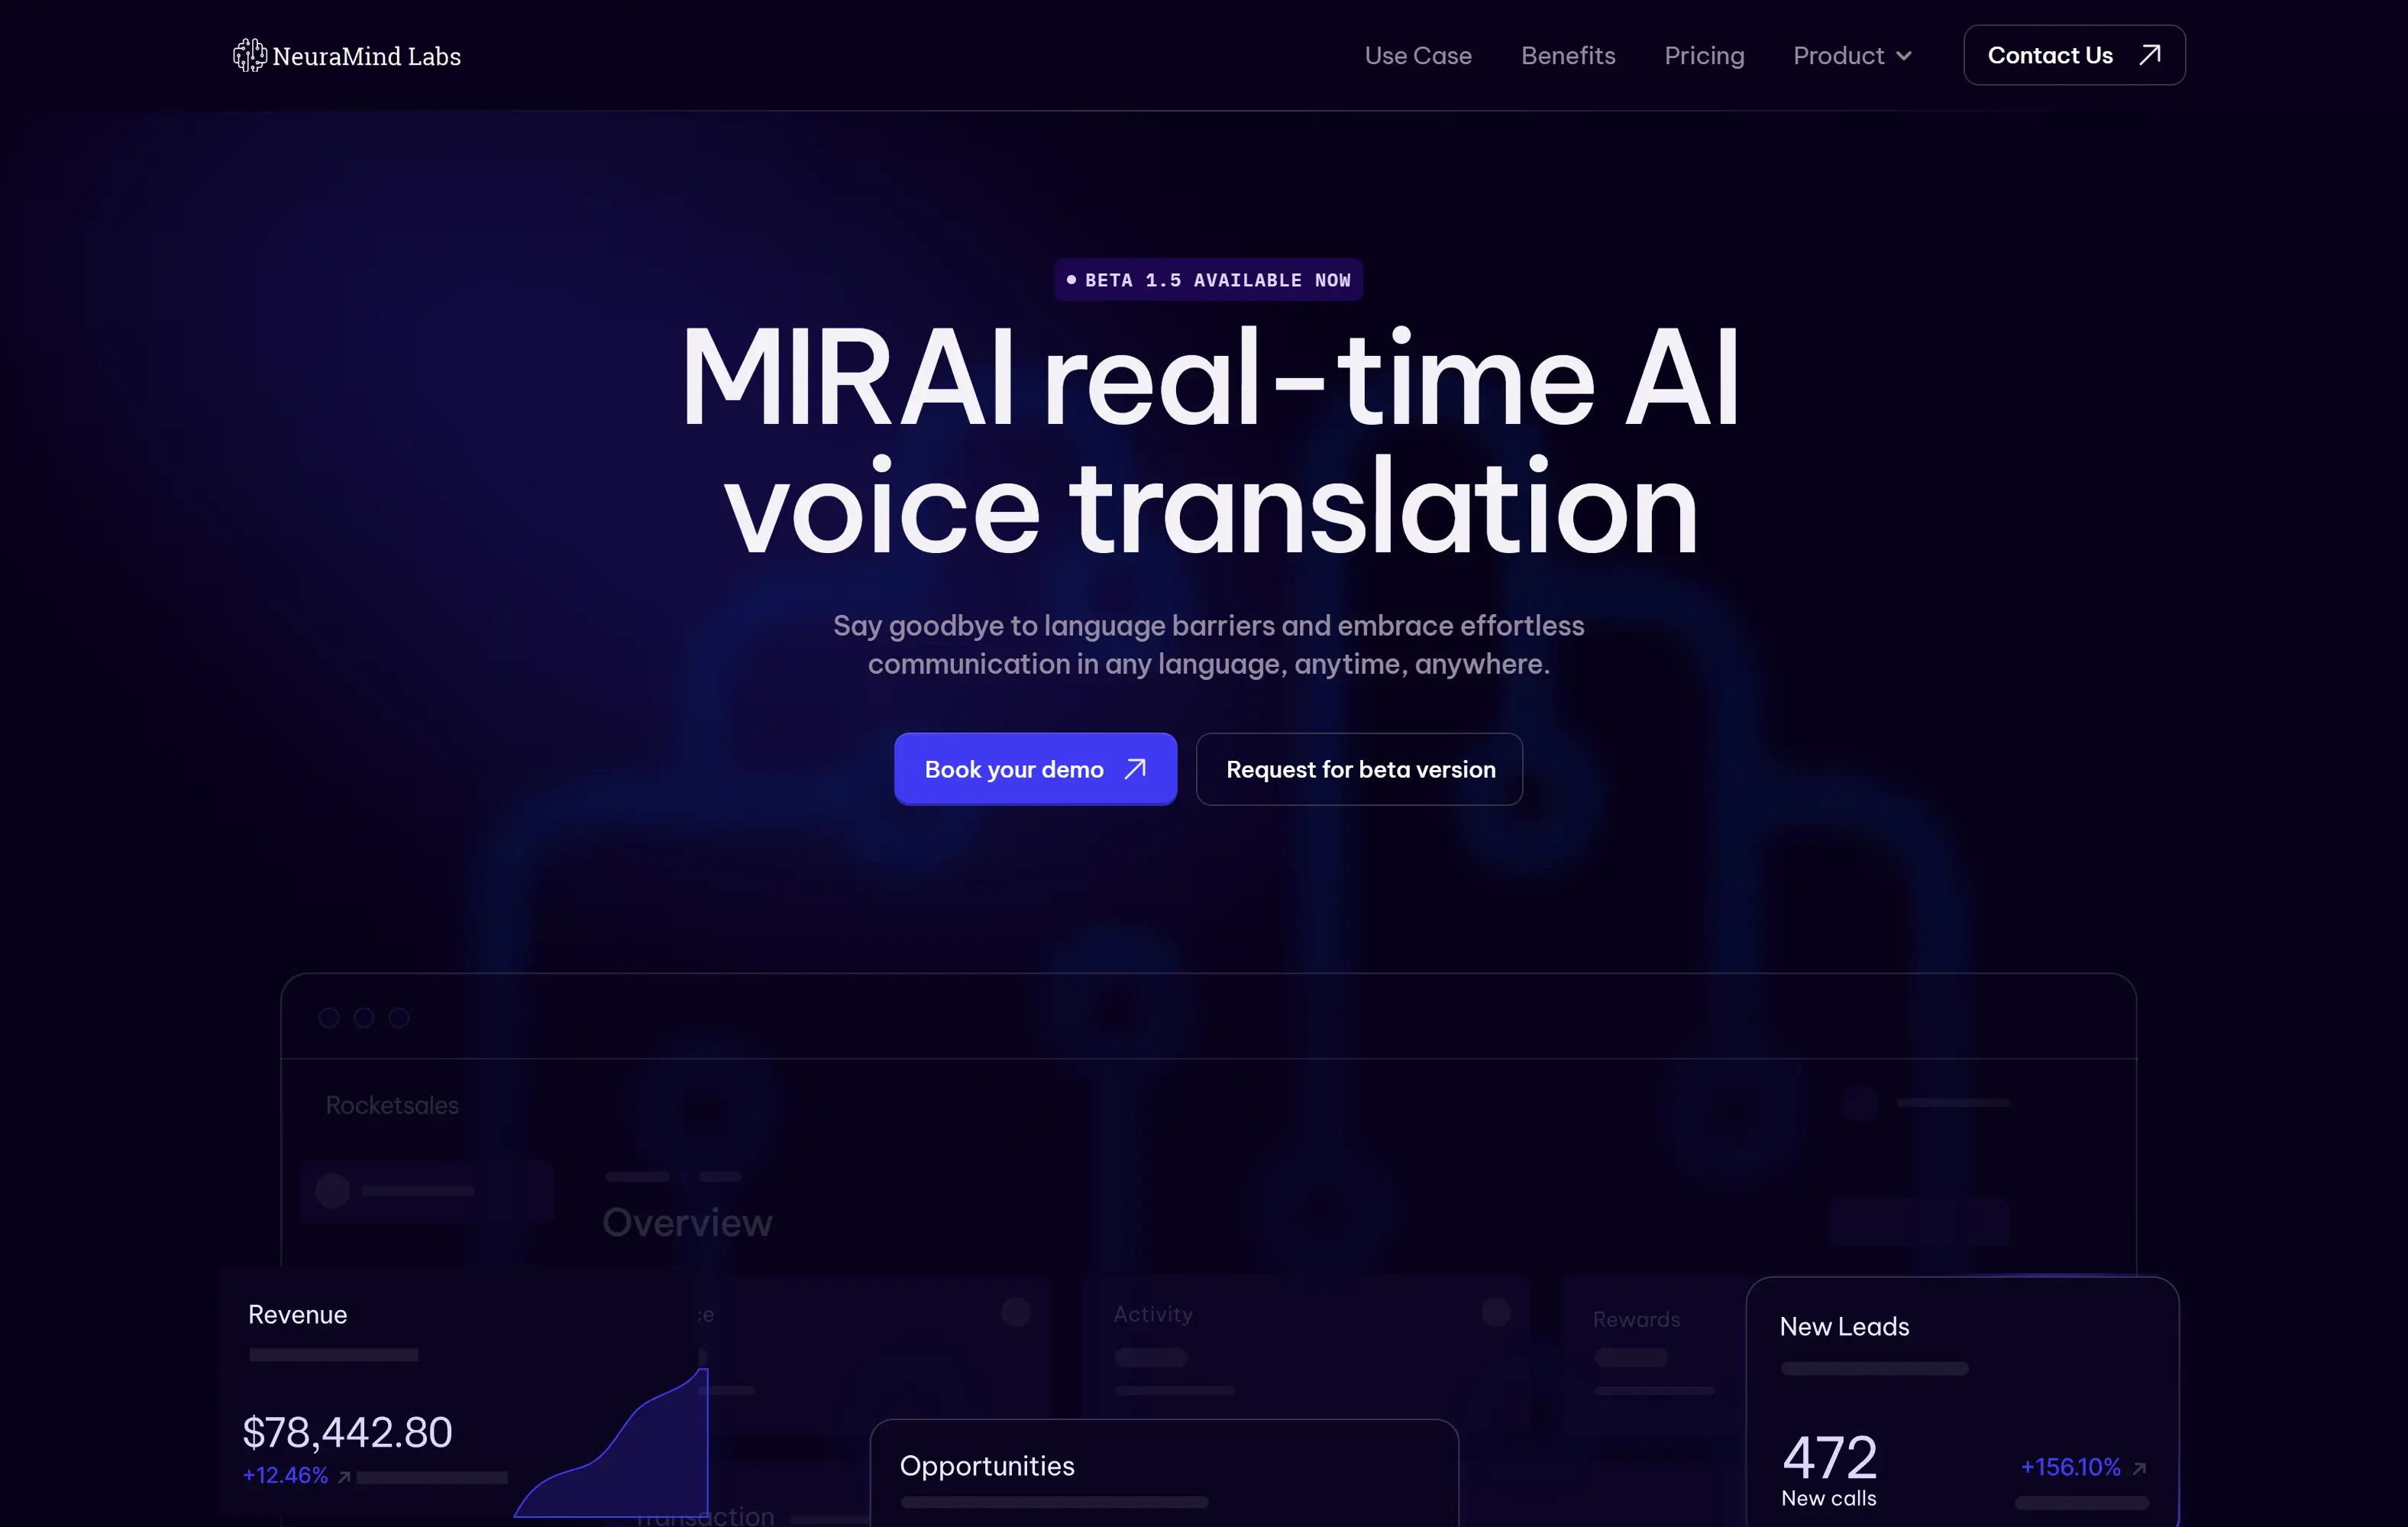 NeuraMind Labs
Use Case
Benefits
Pricing
Product
Contact Us
BETA 1.5 AVAILABLE NOW
MIRAI real-time AI
voice translation
Say goodbye to language barriers and embrace effortless
communication in any language, anytime, anywhere.
Book your demo
Request for beta version
Rocketsales
Overview
Revenue
$78,442.80
+12.46%
Activity
Rewards
Opportunities
New Leads
472
New calls
+156.10%